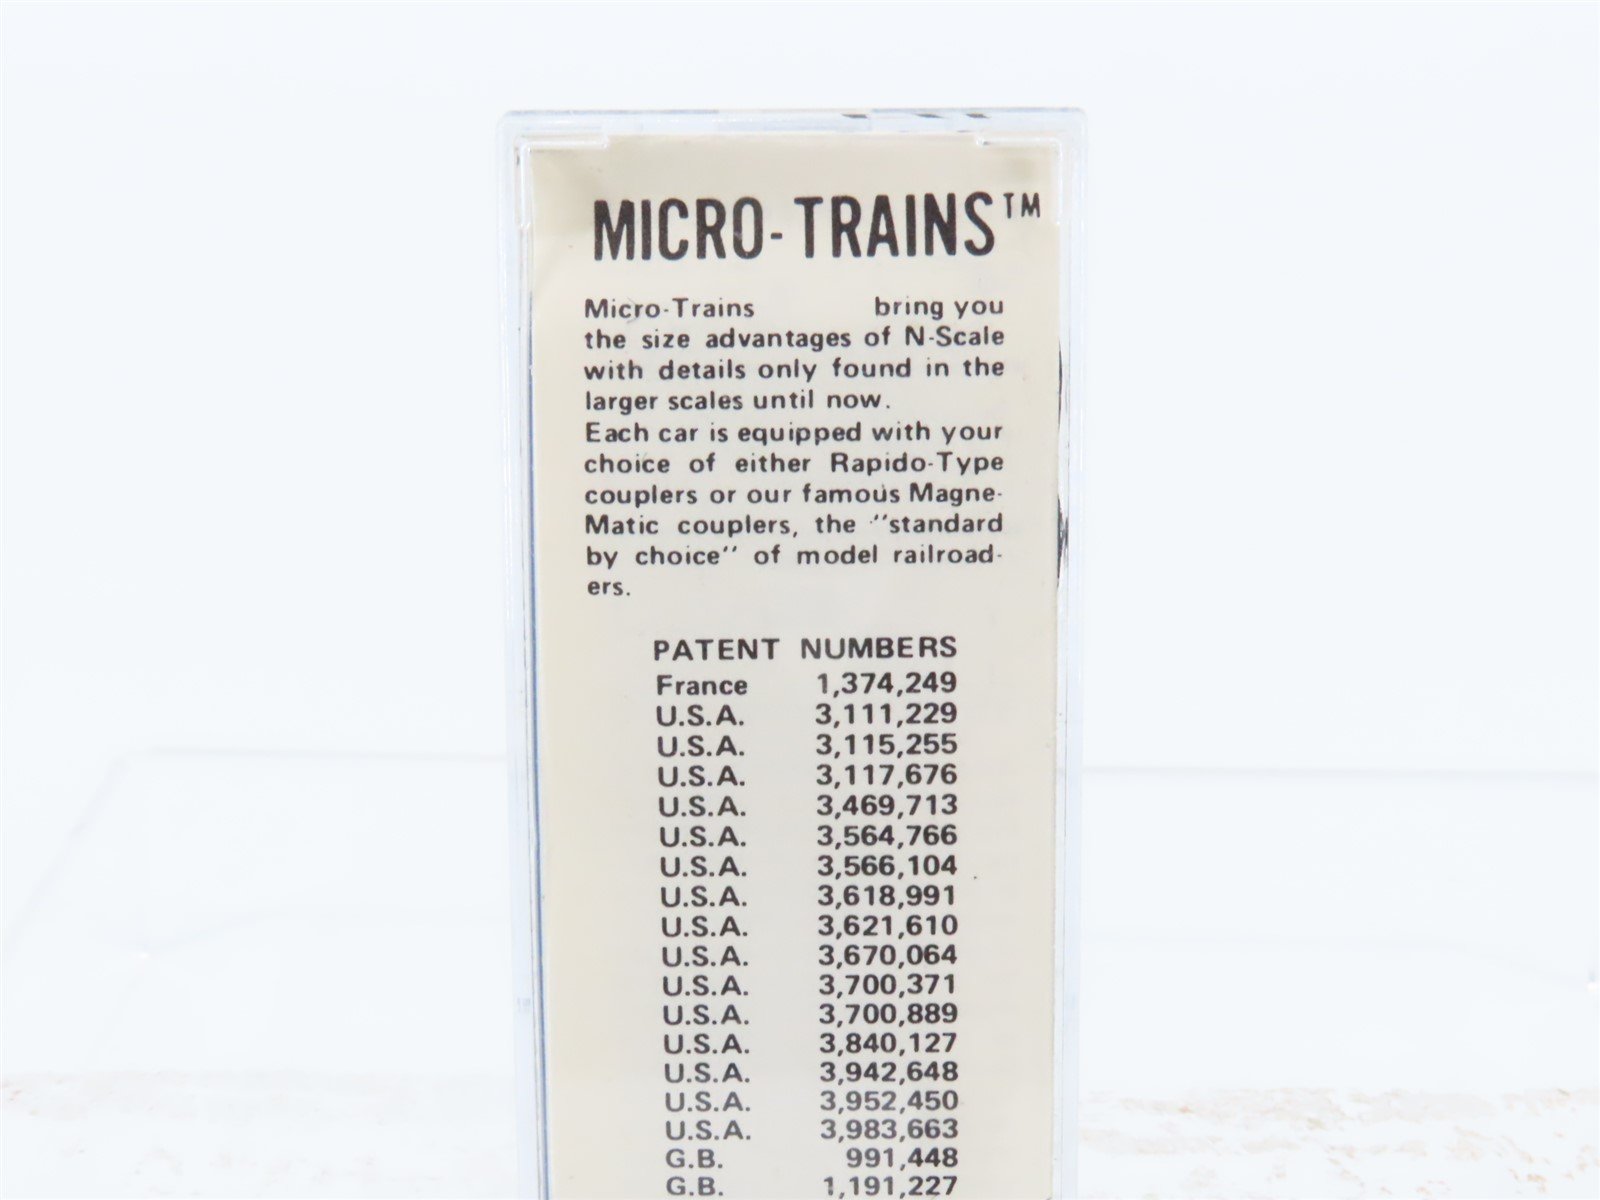 MICRO-TRAINS™
Micro-Trains bring you
the size advantages of N-Scale
with details only found in the
larger scales until now.
Each car is equipped with your
choice of either Rapido-Type
couplers or our famous Magne-
Matic couplers, the "standard
by choice" of model railroad-
ers.
PATENT NUMBERS
France 1,374,249
U.S.A. 3,111,229
U.S.A. 3,115,255
U.S.A. 3,117,676
U.S.A. 3,469,713
U.S.A. 3,564,766
U.S.A. 3,566,104
U.S.A. 3,618,991
U.S.A. 3,621,610
U.S.A. 3,670,064
U.S.A. 3,700,371
U.S.A. 3,700,889
U.S.A. 3,840,127
U.S.A. 3,942,648
U.S.A. 3,952,450
U.S.A. 3,983,663
G.B. 991,448
G.B. 1,191,227